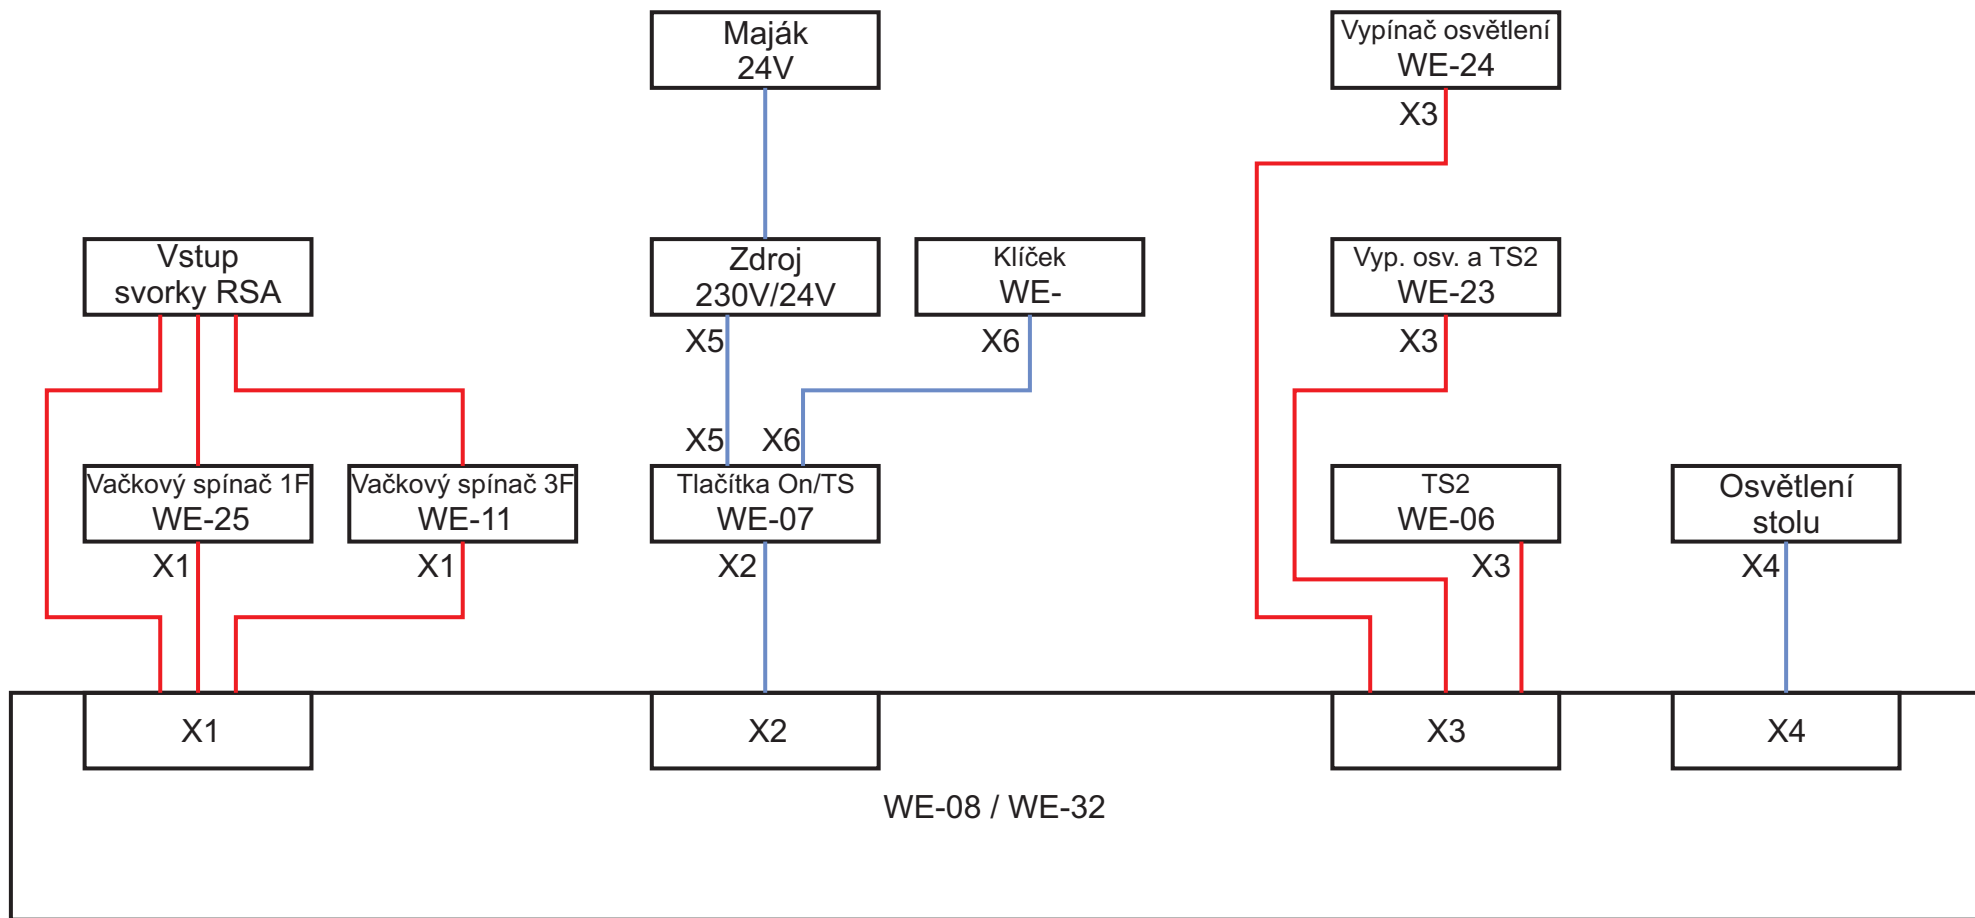 Maják
24V
Vypínač osvětlení
WE-24
X3
Vstup
svorky RSA
Zdroj
230V/24V
Klíček
WE-
Vyp. osv. a TS2
WE-23
X5
X6
X3
X5
X6
Vačkový spínač 1F
WE-25
Vačkový spínač 3F
WE-11
Tlačítka On/TS
WE-07
TS2
WE-06
Osvětlení
stolu
X1
X1
X2
X3
X4
X1
X2
X3
X4
WE-08 / WE-32